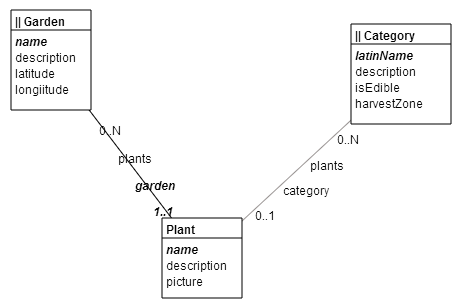 || Garden
name
description
latitude
longiitude
|| Category
latinName
description
isEdible
harvestZone
0..N
plants
garden
1..1
0..N
plants
category
0..1
Plant
name
description
picture